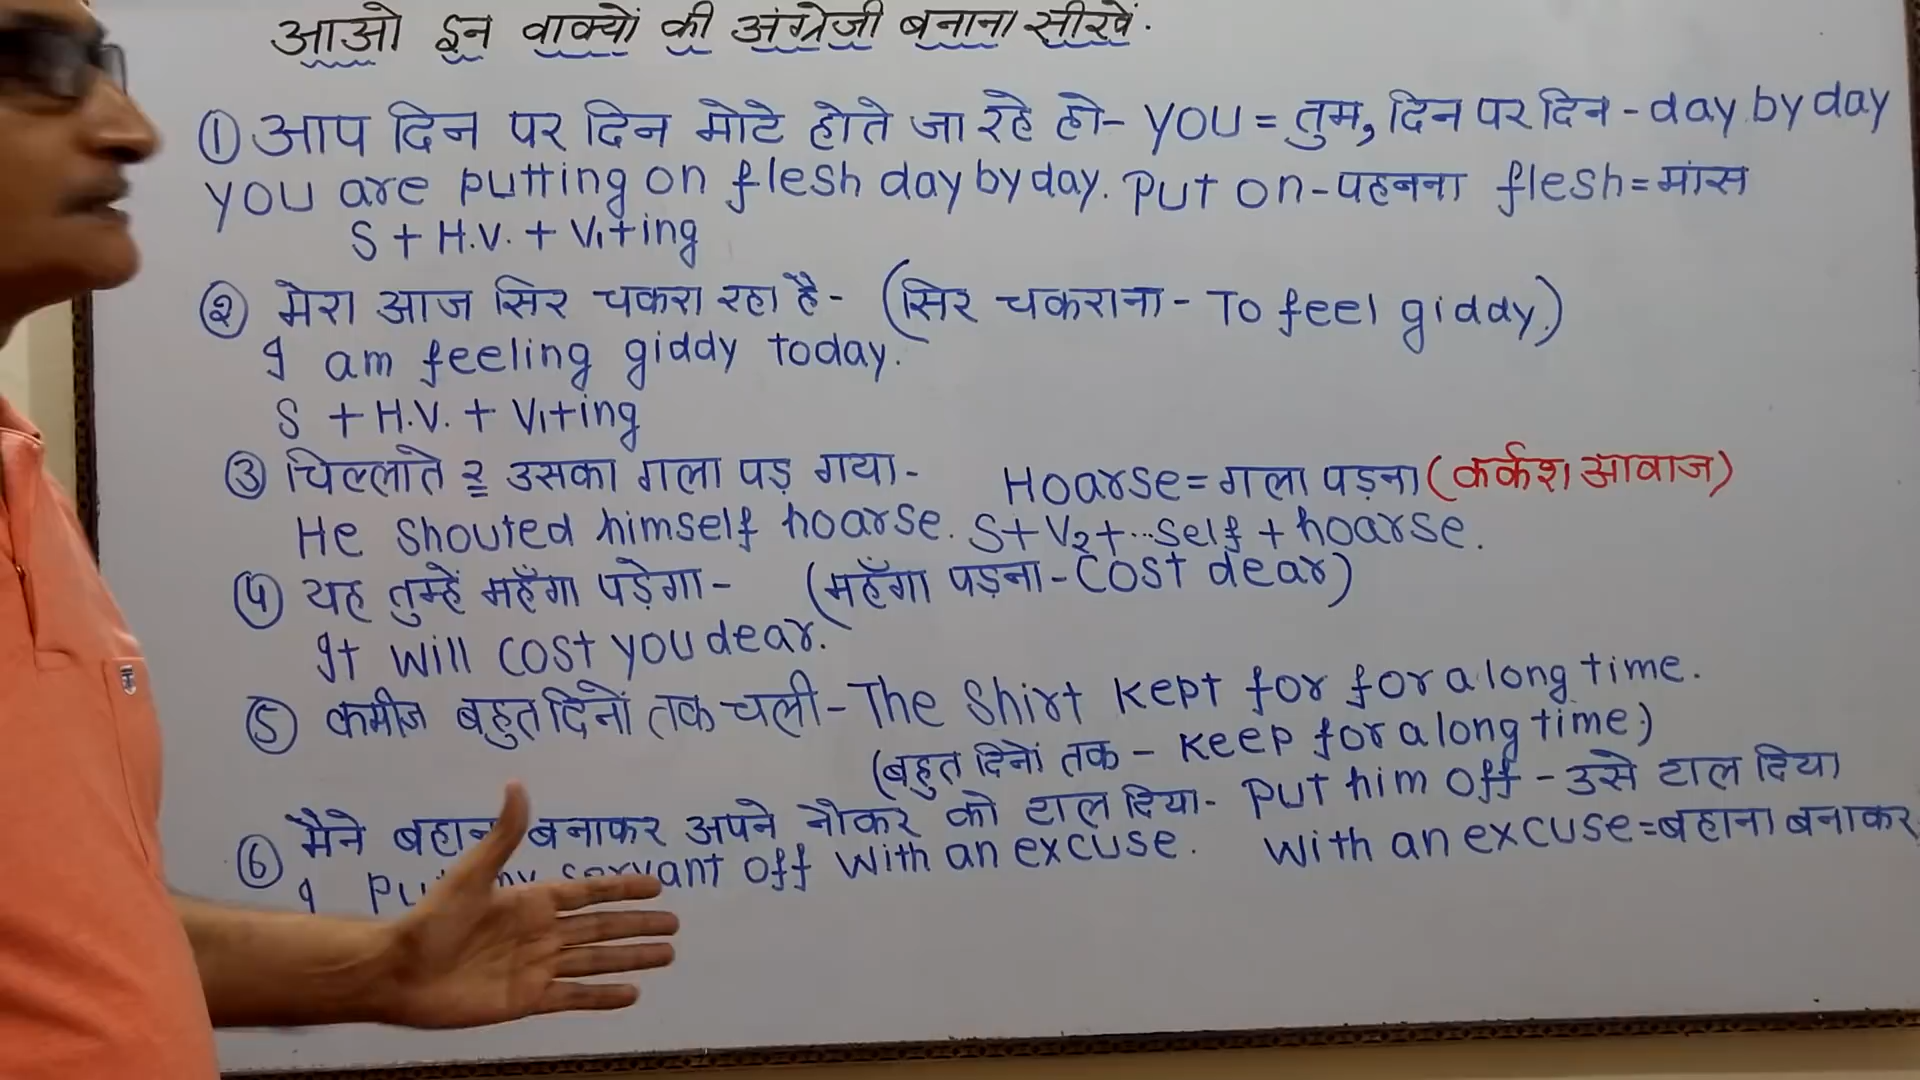 आओ इन वाक्यों की अंग्रेजी बनाना सीखें.
① आप दिन पर दिन मोटे होते जा रहे हो- YOU = तुम, दिन पर दिन - day by day
YOU are putting on flesh day by day. Put on-पहनना flesh=मांस
S + H.V. + V₁+ing
② मेरा आज सिर चकरा रहा है- (सिर चकराना - To feel giddy.)
I am feeling giddy today.
S + H.V. + V₁+ing
③ चिल्लाते २ उसका गला पड़ गया- Hoarse=गला पड़ना (कर्कश आवाज)
He shouted himself hoarse. S+V₂+...self + hoarse.
④ यह तुम्हें महँगा पड़ेगा- (महँगा पड़ना-Cost dear)
It will cost you dear.
⑤ कमीज बहुत दिनों तक चली-The Shirt Kept for for a long time.
(बहुत दिनों तक - Keep for a long time.)
⑥ मैने बनाकर अपने नौकर को टाल दिया- Put him off - उसे टाल दिया
I off with an excuse. With an excuse=बहाना बनाकर